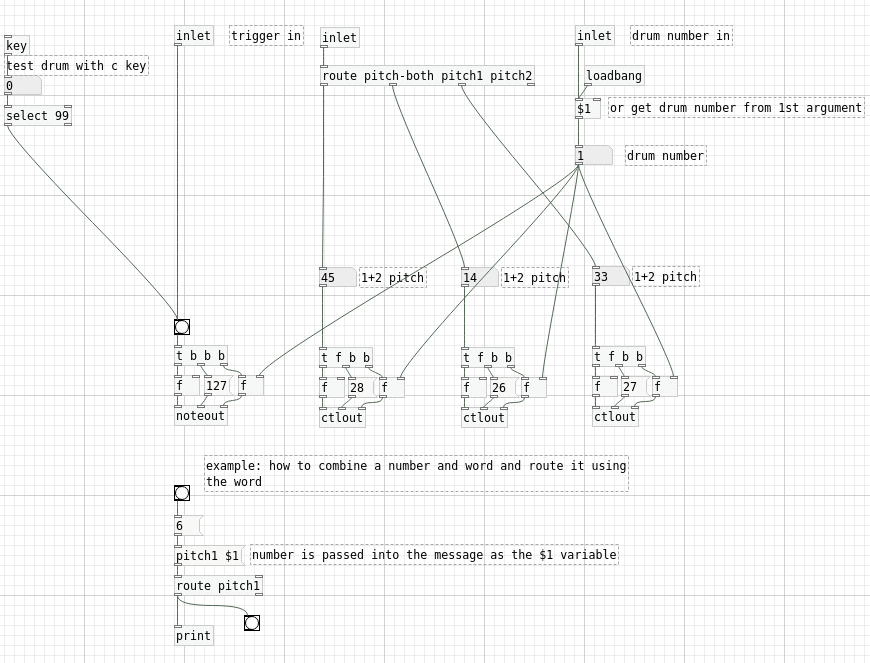 key
test drum with c key
0
select 99
inlet
trigger in
inlet
route pitch-both pitch1 pitch2
inlet
drum number in
loadbang
$1
or get drum number from 1st argument
1
drum number
45
1+2 pitch
14
1+2 pitch
33
1+2 pitch
t b b b
f
127
f
noteout
t f b b
f
28
f
ctlout
t f b b
f
26
f
ctlout
t f b b
f
27
f
ctlout
example: how to combine a number and word and route it using
the word
6
pitch1 $1
number is passed into the message as the $1 variable
route pitch1
print